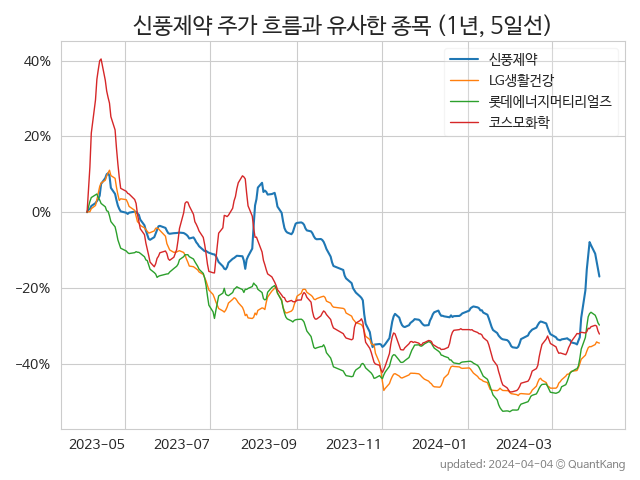 신풍제약 주가 흐름과 유사한 종목 (1년, 5일선)
신풍제약
LG생활건강
롯데에너지머티리얼즈
코스모화학
40%
20%
0%
−20%
−40%
2023−05 2023−07 2023−09 2023−11 2024−01 2024−03
updated: 2024-04-04 © QuantKang